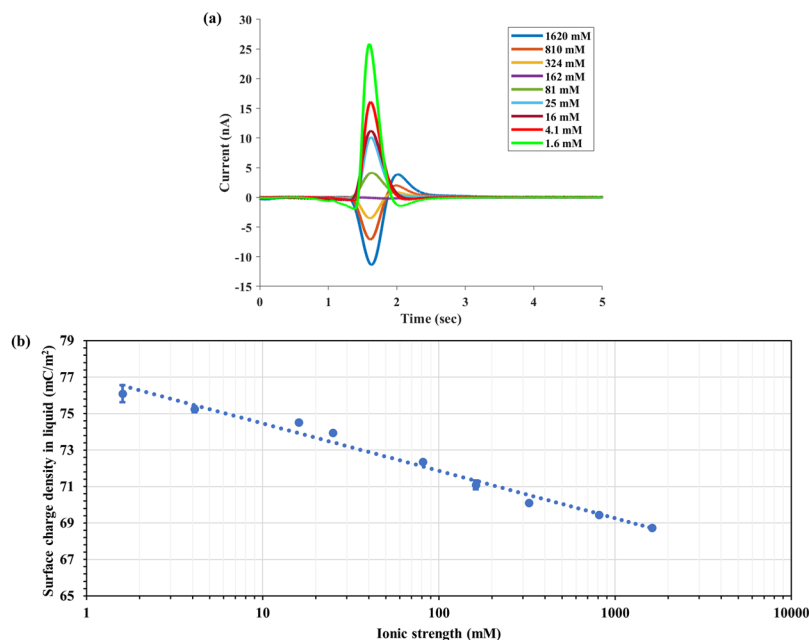 (a)
30
25
20
15
10
5
0
-5
-10
-15
Current (nA)
0 1 2 3 4 5
Time (sec)
1620 mM
810 mM
324 mM
162 mM
81 mM
25 mM
16 mM
4.1 mM
1.6 mM
(b)
79
77
75
73
71
69
67
65
Surface charge density in liquid (mC/m²)
1 10 100 1000 10000
Ionic strength (mM)